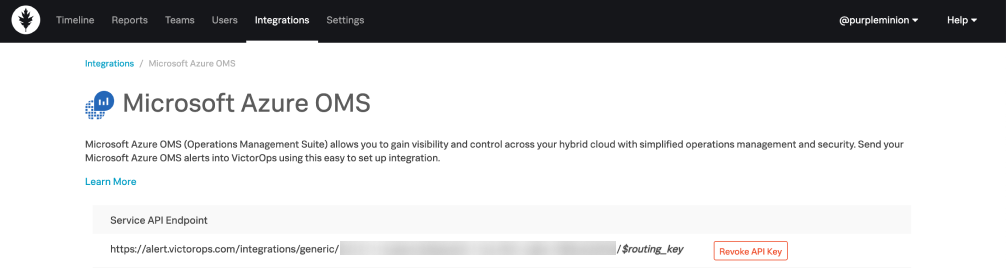 Timeline Reports Teams Users Integrations Settings @purpleminion Help
Integrations / Microsoft Azure OMS
Microsoft Azure OMS
Microsoft Azure OMS (Operations Management Suite) allows you to gain visibility and control across your hybrid cloud with simplified operations management and security. Send your
Microsoft Azure OMS alerts into VictorOps using this easy to set up integration.
Learn More
Service API Endpoint
https://alert.victorops.com/integrations/generic/ /$routing_key Revoke API Key